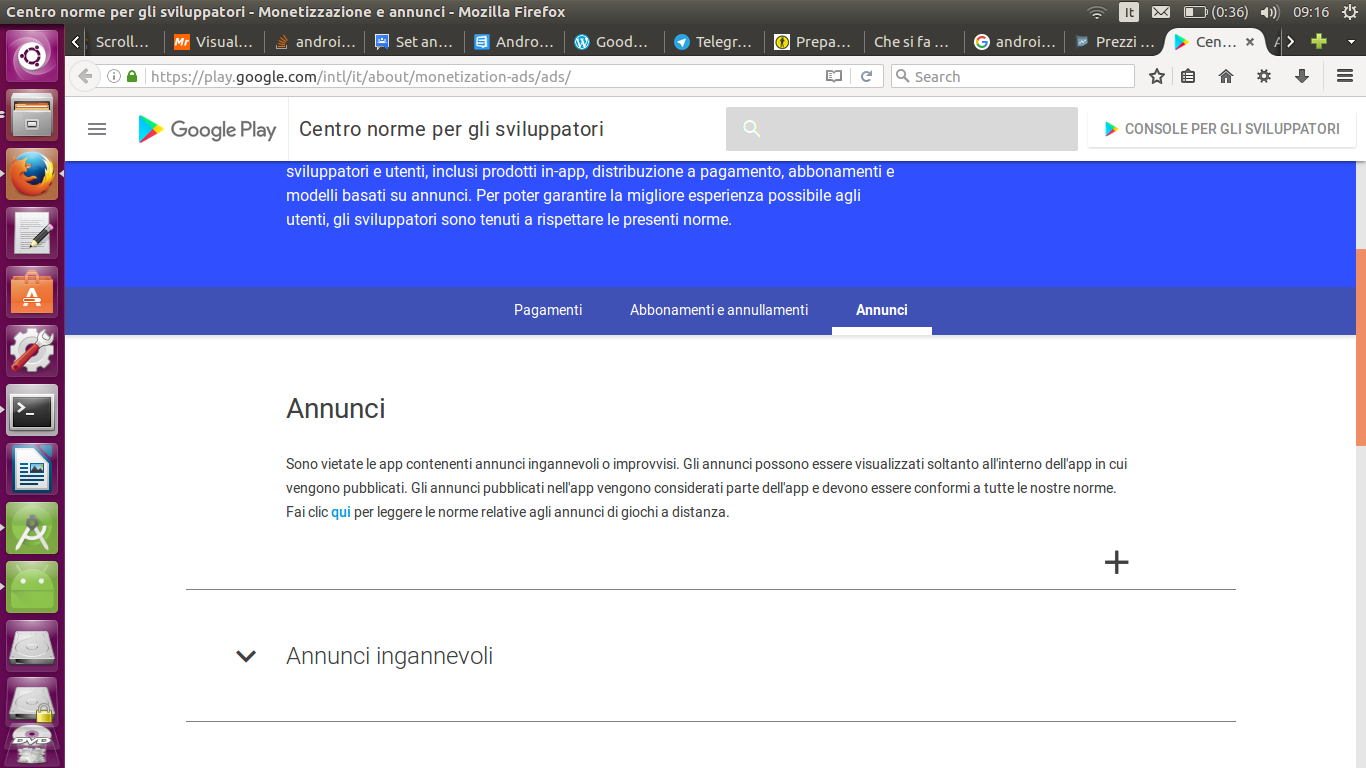 Centro norme per gli sviluppatori - Monetizzazione e annunci - Mozilla Firefox
It
(0:36)
09:16
Scroll…
Mr Visual…
androi…
Set an…
Andro…
Good…
Telegr…
Prepa…
Che si fa …
androi…
Prezzi …
Cen…
https://play.google.com/intl/it/about/monetization-ads/ads/
Search
Google Play
Centro norme per gli sviluppatori
CONSOLE PER GLI SVILUPPATORI
sviluppatori e utenti, inclusi prodotti in-app, distribuzione a pagamento, abbonamenti e
modelli basati su annunci. Per poter garantire la migliore esperienza possibile agli
utenti, gli sviluppatori sono tenuti a rispettare le presenti norme.
Pagamenti
Abbonamenti e annullamenti
Annunci
Annunci
Sono vietate le app contenenti annunci ingannevoli o improvvisi. Gli annunci possono essere visualizzati soltanto all'interno dell'app in cui
vengono pubblicati. Gli annunci pubblicati nell'app vengono considerati parte dell'app e devono essere conformi a tutte le nostre norme.
Fai clic qui per leggere le norme relative agli annunci di giochi a distanza.
Annunci ingannevoli
DVD